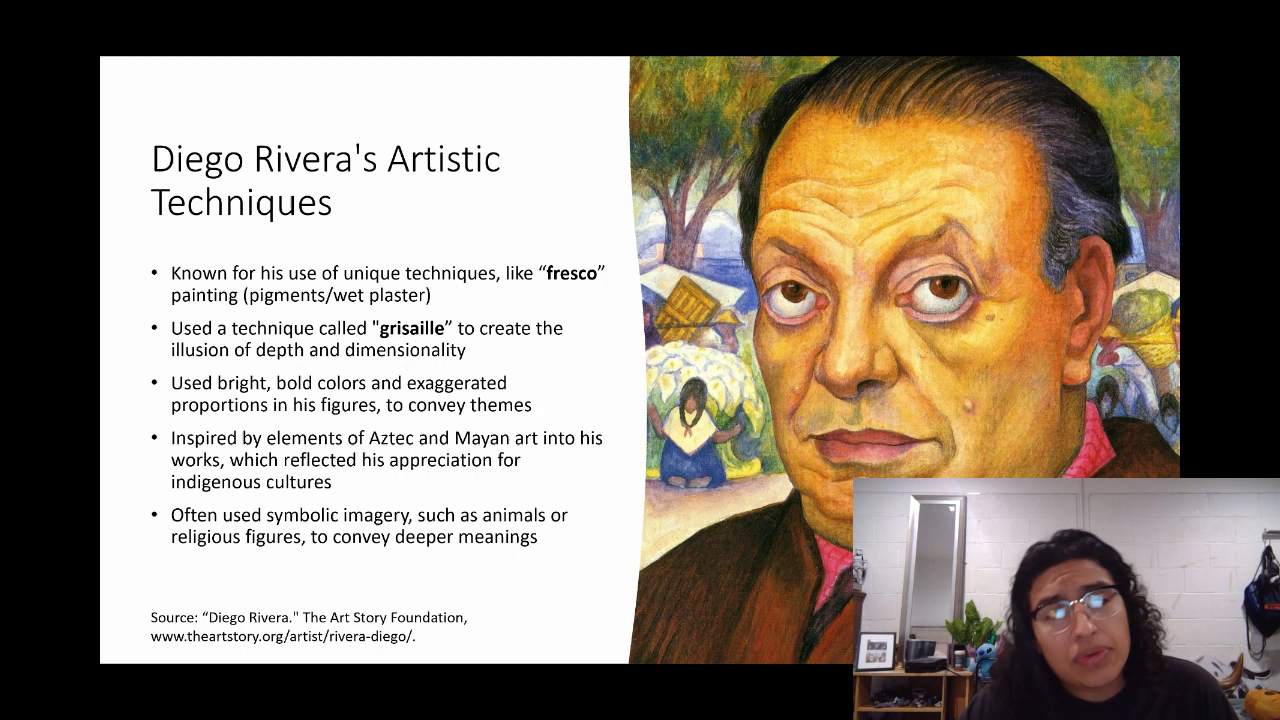 Diego Rivera's Artistic
Techniques
• Known for his use of unique techniques, like “fresco”
painting (pigments/wet plaster)
• Used a technique called "grisaille” to create the
illusion of depth and dimensionality
• Used bright, bold colors and exaggerated
proportions in his figures, to convey themes
• Inspired by elements of Aztec and Mayan art into his
works, which reflected his appreciation for
indigenous cultures
• Often used symbolic imagery, such as animals or
religious figures, to convey deeper meanings
Source: “Diego Rivera." The Art Story Foundation,
www.theartstory.org/artist/rivera-diego/.